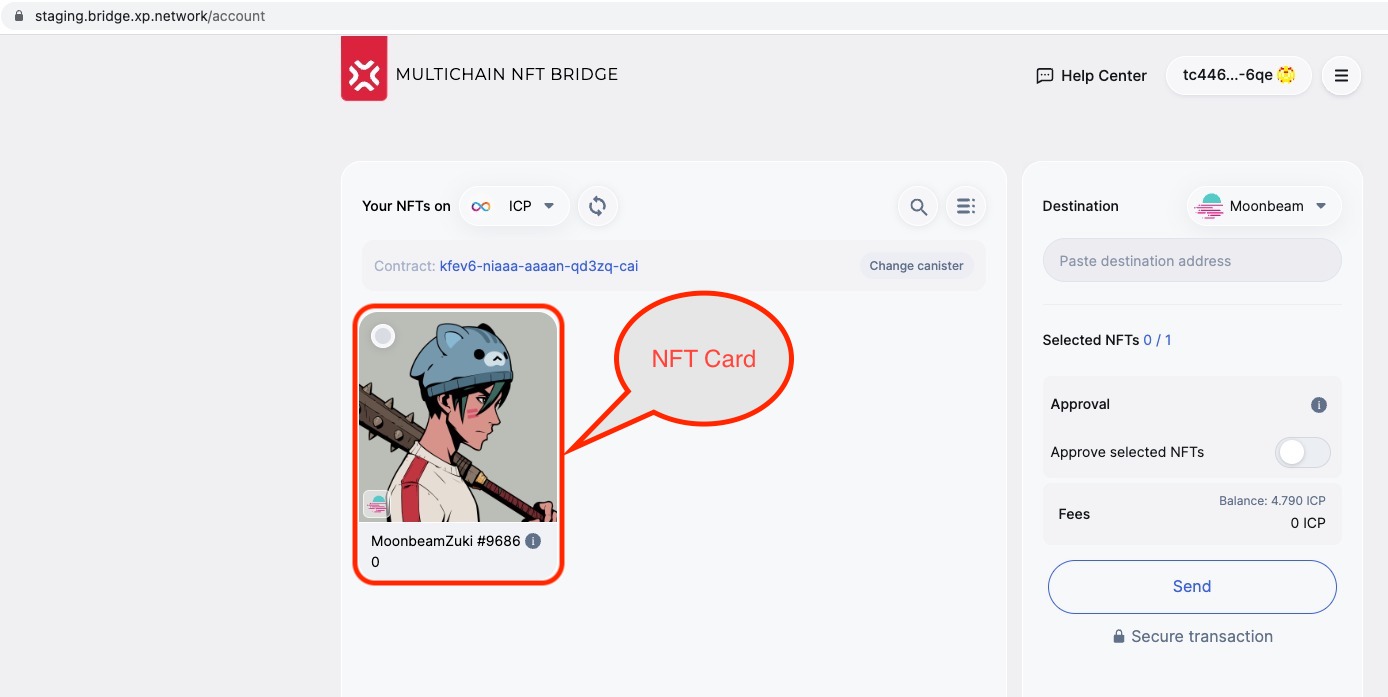 staging.bridge.xp.network/account
MULTICHAIN NFT BRIDGE
Help Center
tc446...-6qe
Your NFTs on
ICP
Contract: kfev6-niaaa-aaaan-qd3zq-cai
Change canister
NFT Card
MoonbeamZuki #9686
0
Destination
Moonbeam
Paste destination address
Selected NFTs 0 / 1
Approval
Approve selected NFTs
Balance: 4.790 ICP
Fees
0 ICP
Send
Secure transaction